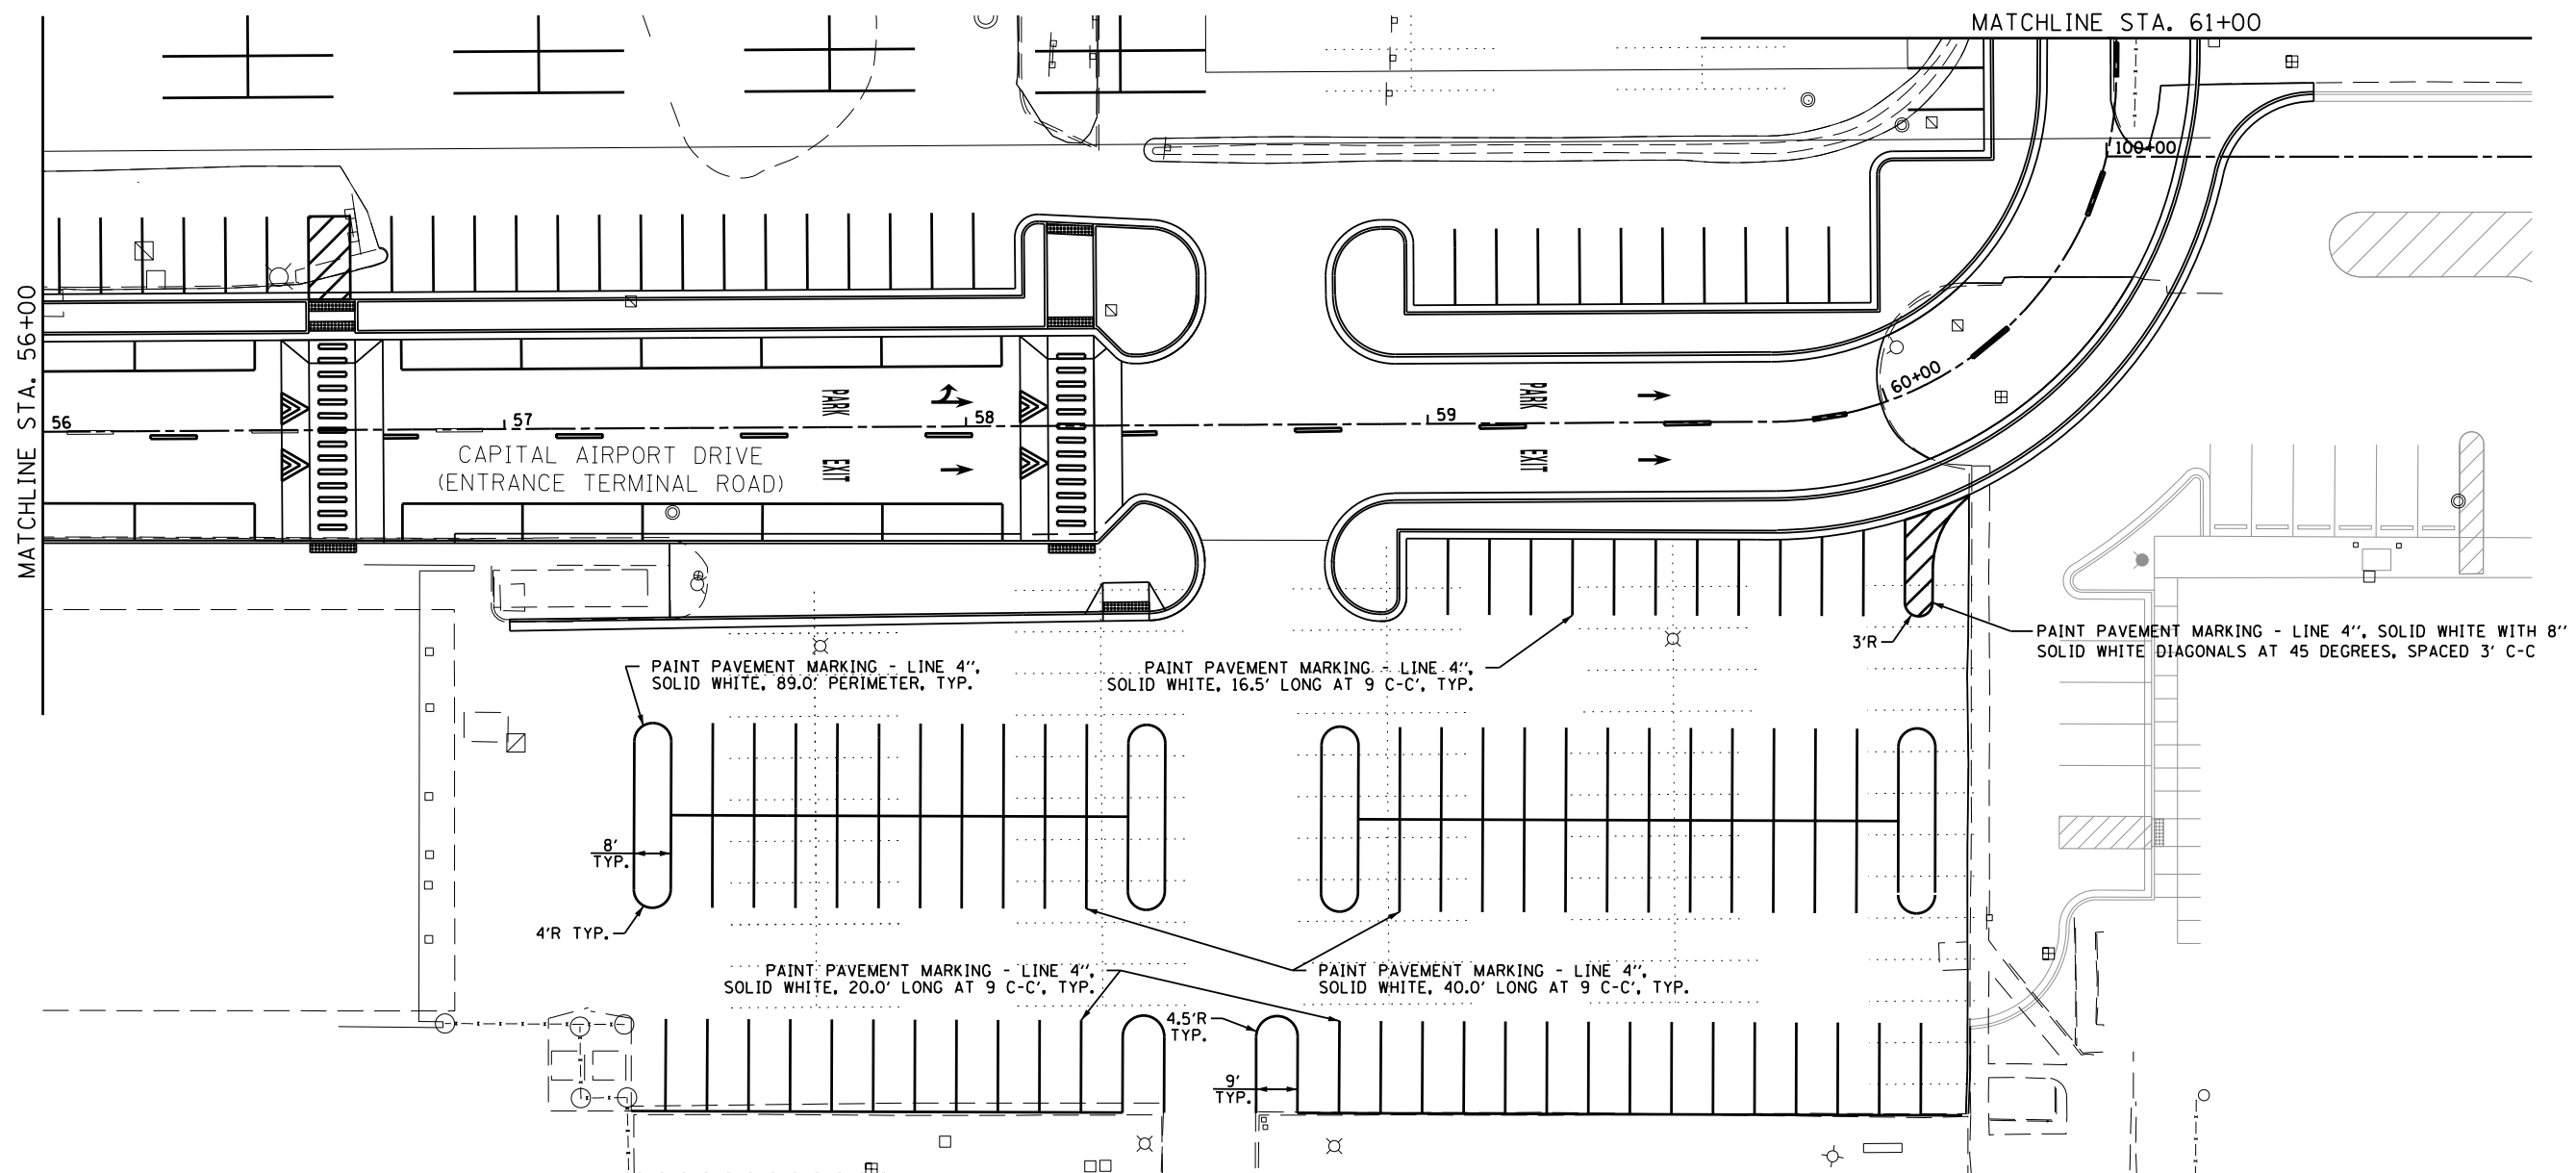 MATCHLINE STA. 61+00
100+00
MATCHLINE STA. 56+00
60+00
PARK
PARK
56
57
58
59
CAPITAL AIRPORT DRIVE
(ENTRANCE TERMINAL ROAD)
EXIT
EXIT
3'R
PAINT PAVEMENT MARKING - LINE 4", SOLID WHITE WITH 8"
SOLID WHITE DIAGONALS AT 45 DEGREES, SPACED 3' C-C
PAINT PAVEMENT MARKING - LINE 4",
SOLID WHITE, 89.0' PERIMETER, TYP.
PAINT PAVEMENT MARKING - LINE 4",
SOLID WHITE, 16.5' LONG AT 9 C-C', TYP.
8'
TYP.
4'R TYP.
PAINT PAVEMENT MARKING - LINE 4",
SOLID WHITE, 20.0' LONG AT 9 C-C', TYP.
PAINT PAVEMENT MARKING - LINE 4",
SOLID WHITE, 40.0' LONG AT 9 C-C', TYP.
4.5'R
TYP.
9'
TYP.